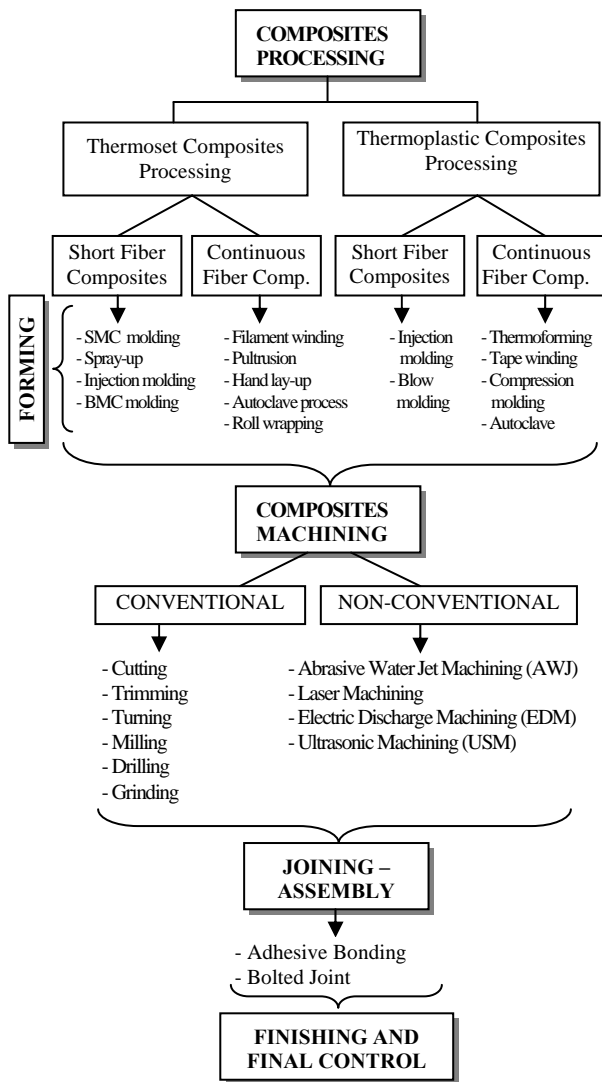 COMPOSITES
PROCESSING
Thermoset Composites
Processing
Thermoplastic Composites
Processing
Short Fiber
Composites
Continuous
Fiber Comp.
Short Fiber
Composites
Continuous
Fiber Comp.
FORMING
- SMC molding
- Spray-up
- Injection molding
- BMC molding
- Filament winding
- Pultrusion
- Hand lay-up
- Autoclave process
- Roll wrapping
- Injection
molding
- Blow
molding
- Thermoforming
- Tape winding
- Compression
molding
- Autoclave
COMPOSITES
MACHINING
CONVENTIONAL
NON-CONVENTIONAL
- Cutting
- Trimming
- Turning
- Milling
- Drilling
- Grinding
- Abrasive Water Jet Machining (AWJ)
- Laser Machining
- Electric Discharge Machining (EDM)
- Ultrasonic Machining (USM)
JOINING –
ASSEMBLY
- Adhesive Bonding
- Bolted Joint
FINISHING AND
FINAL CONTROL